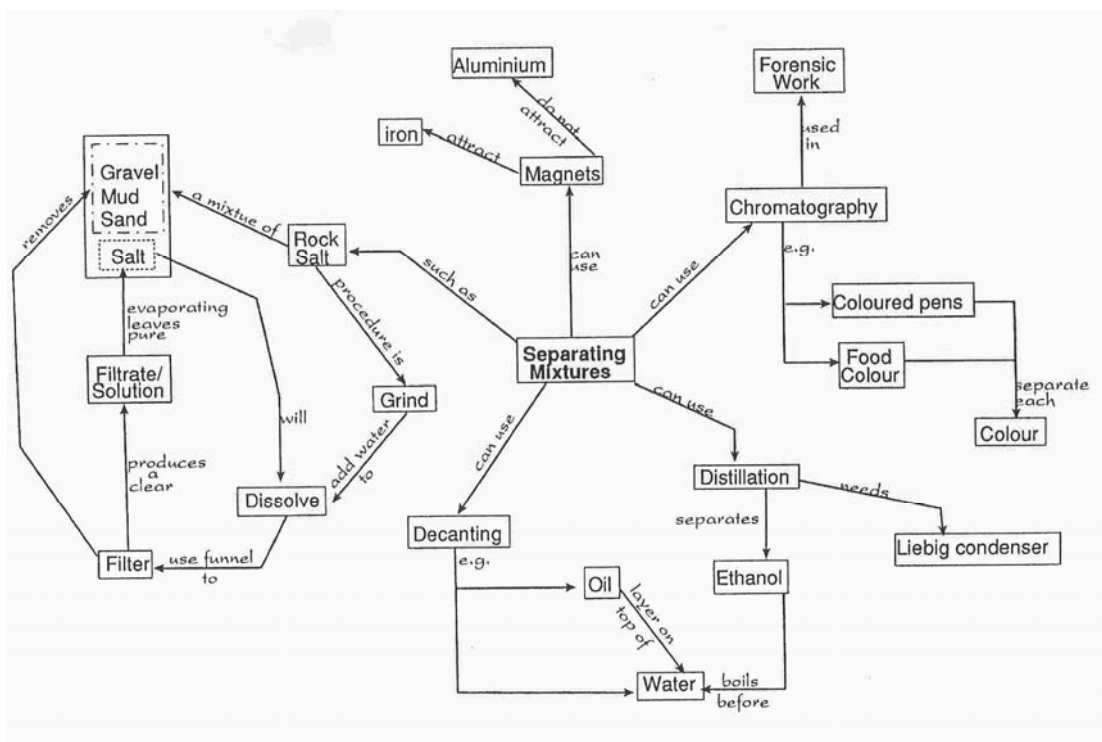 Aluminium
Forensic
Work
do not
attract
iron
attract
used
in
Magnets
Gravel
Mud
Sand
Salt
removes
a mixtue of
Rock
Salt
Chromatography
such as
can
use
can use
e.g.
evaporating
leaves
pure
procedure is
Coloured pens
Separating
Mixtures
Food
Colour
Filtrate/
Solution
Grind
can use
separate
each
Colour
will
add water
to
can use
produces
a
clear
Distillation
needs
Dissolve
separates
Decanting
e.g.
Liebig condenser
Filter
use funnel
to
Oil
layer on
top of
Ethanol
Water
boils
before